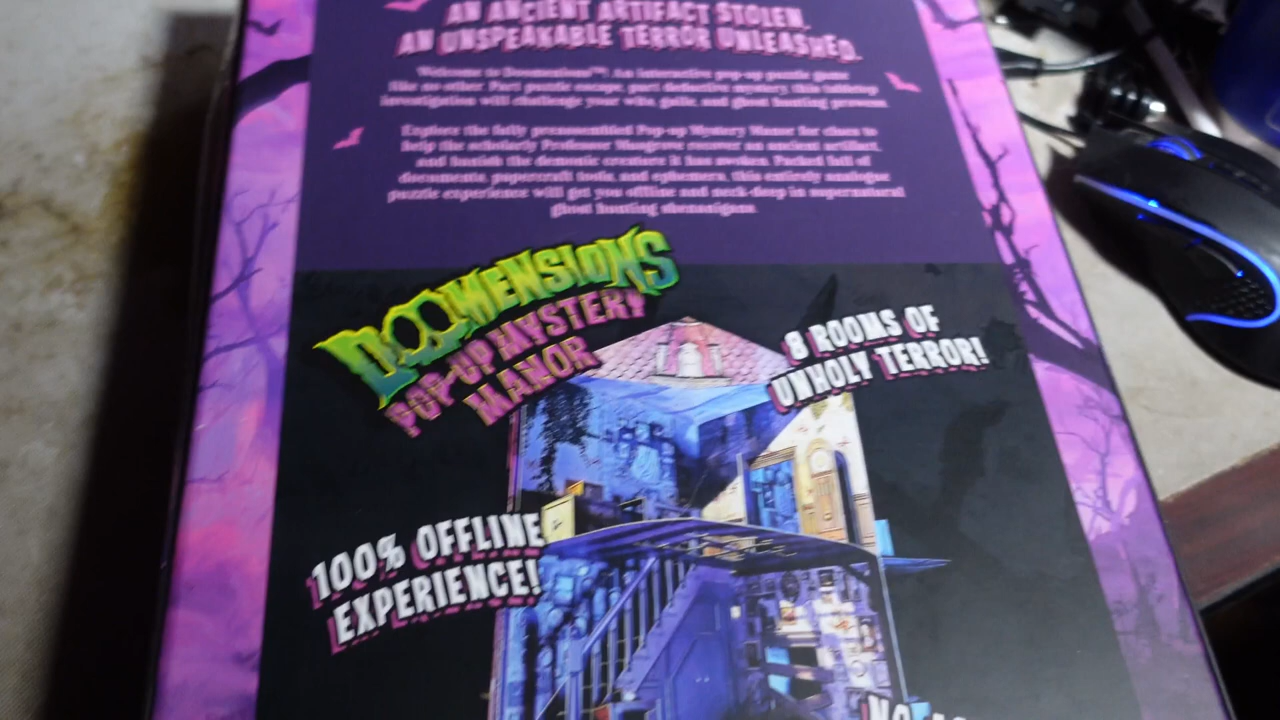 AN ANCIENT ARTIFACT STOLEN.
AN UNSPEAKABLE TERROR UNLEASHED.
Welcome to Doomensions™! An interactive pop-up puzzle game
like no other. Part puzzle escape, part detective mystery, this tabletop
investigation will challenge your wits, guile, and ghost hunting prowess.
Explore the fully preassembled Pop-up Mystery Manor for clues to
help the scholarly Professor Mangrove recover an ancient artifact,
and banish the demonic creature it has awoken. Packed full of
documents, papercraft tools, and ephemera, this entirely analogue
puzzle experience will get you offline and neck-deep in supernatural
ghost hunting shenanigans.
DOOMENSIONS
POP-UP MYSTERY
MANOR
8 ROOMS OF
UNHOLY TERROR!
100% OFFLINE
EXPERIENCE!